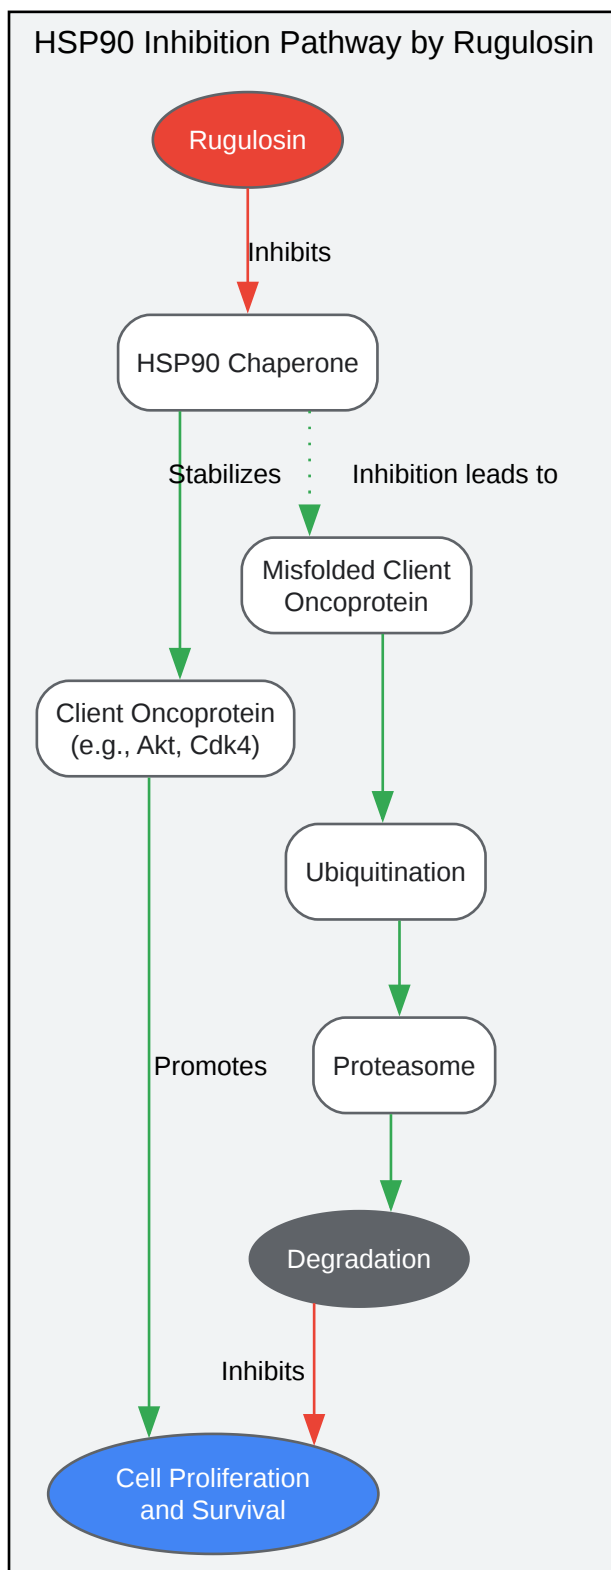 HSP90 Inhibition Pathway by Rugulosin
Rugulosin
Inhibits
HSP90 Chaperone
Stabilizes
Inhibition leads to
Misfolded Client
Oncoprotein
Client Oncoprotein
(e.g., Akt, Cdk4)
Ubiquitination
Promotes
Proteasome
Degradation
Inhibits
Cell Proliferation
and Survival